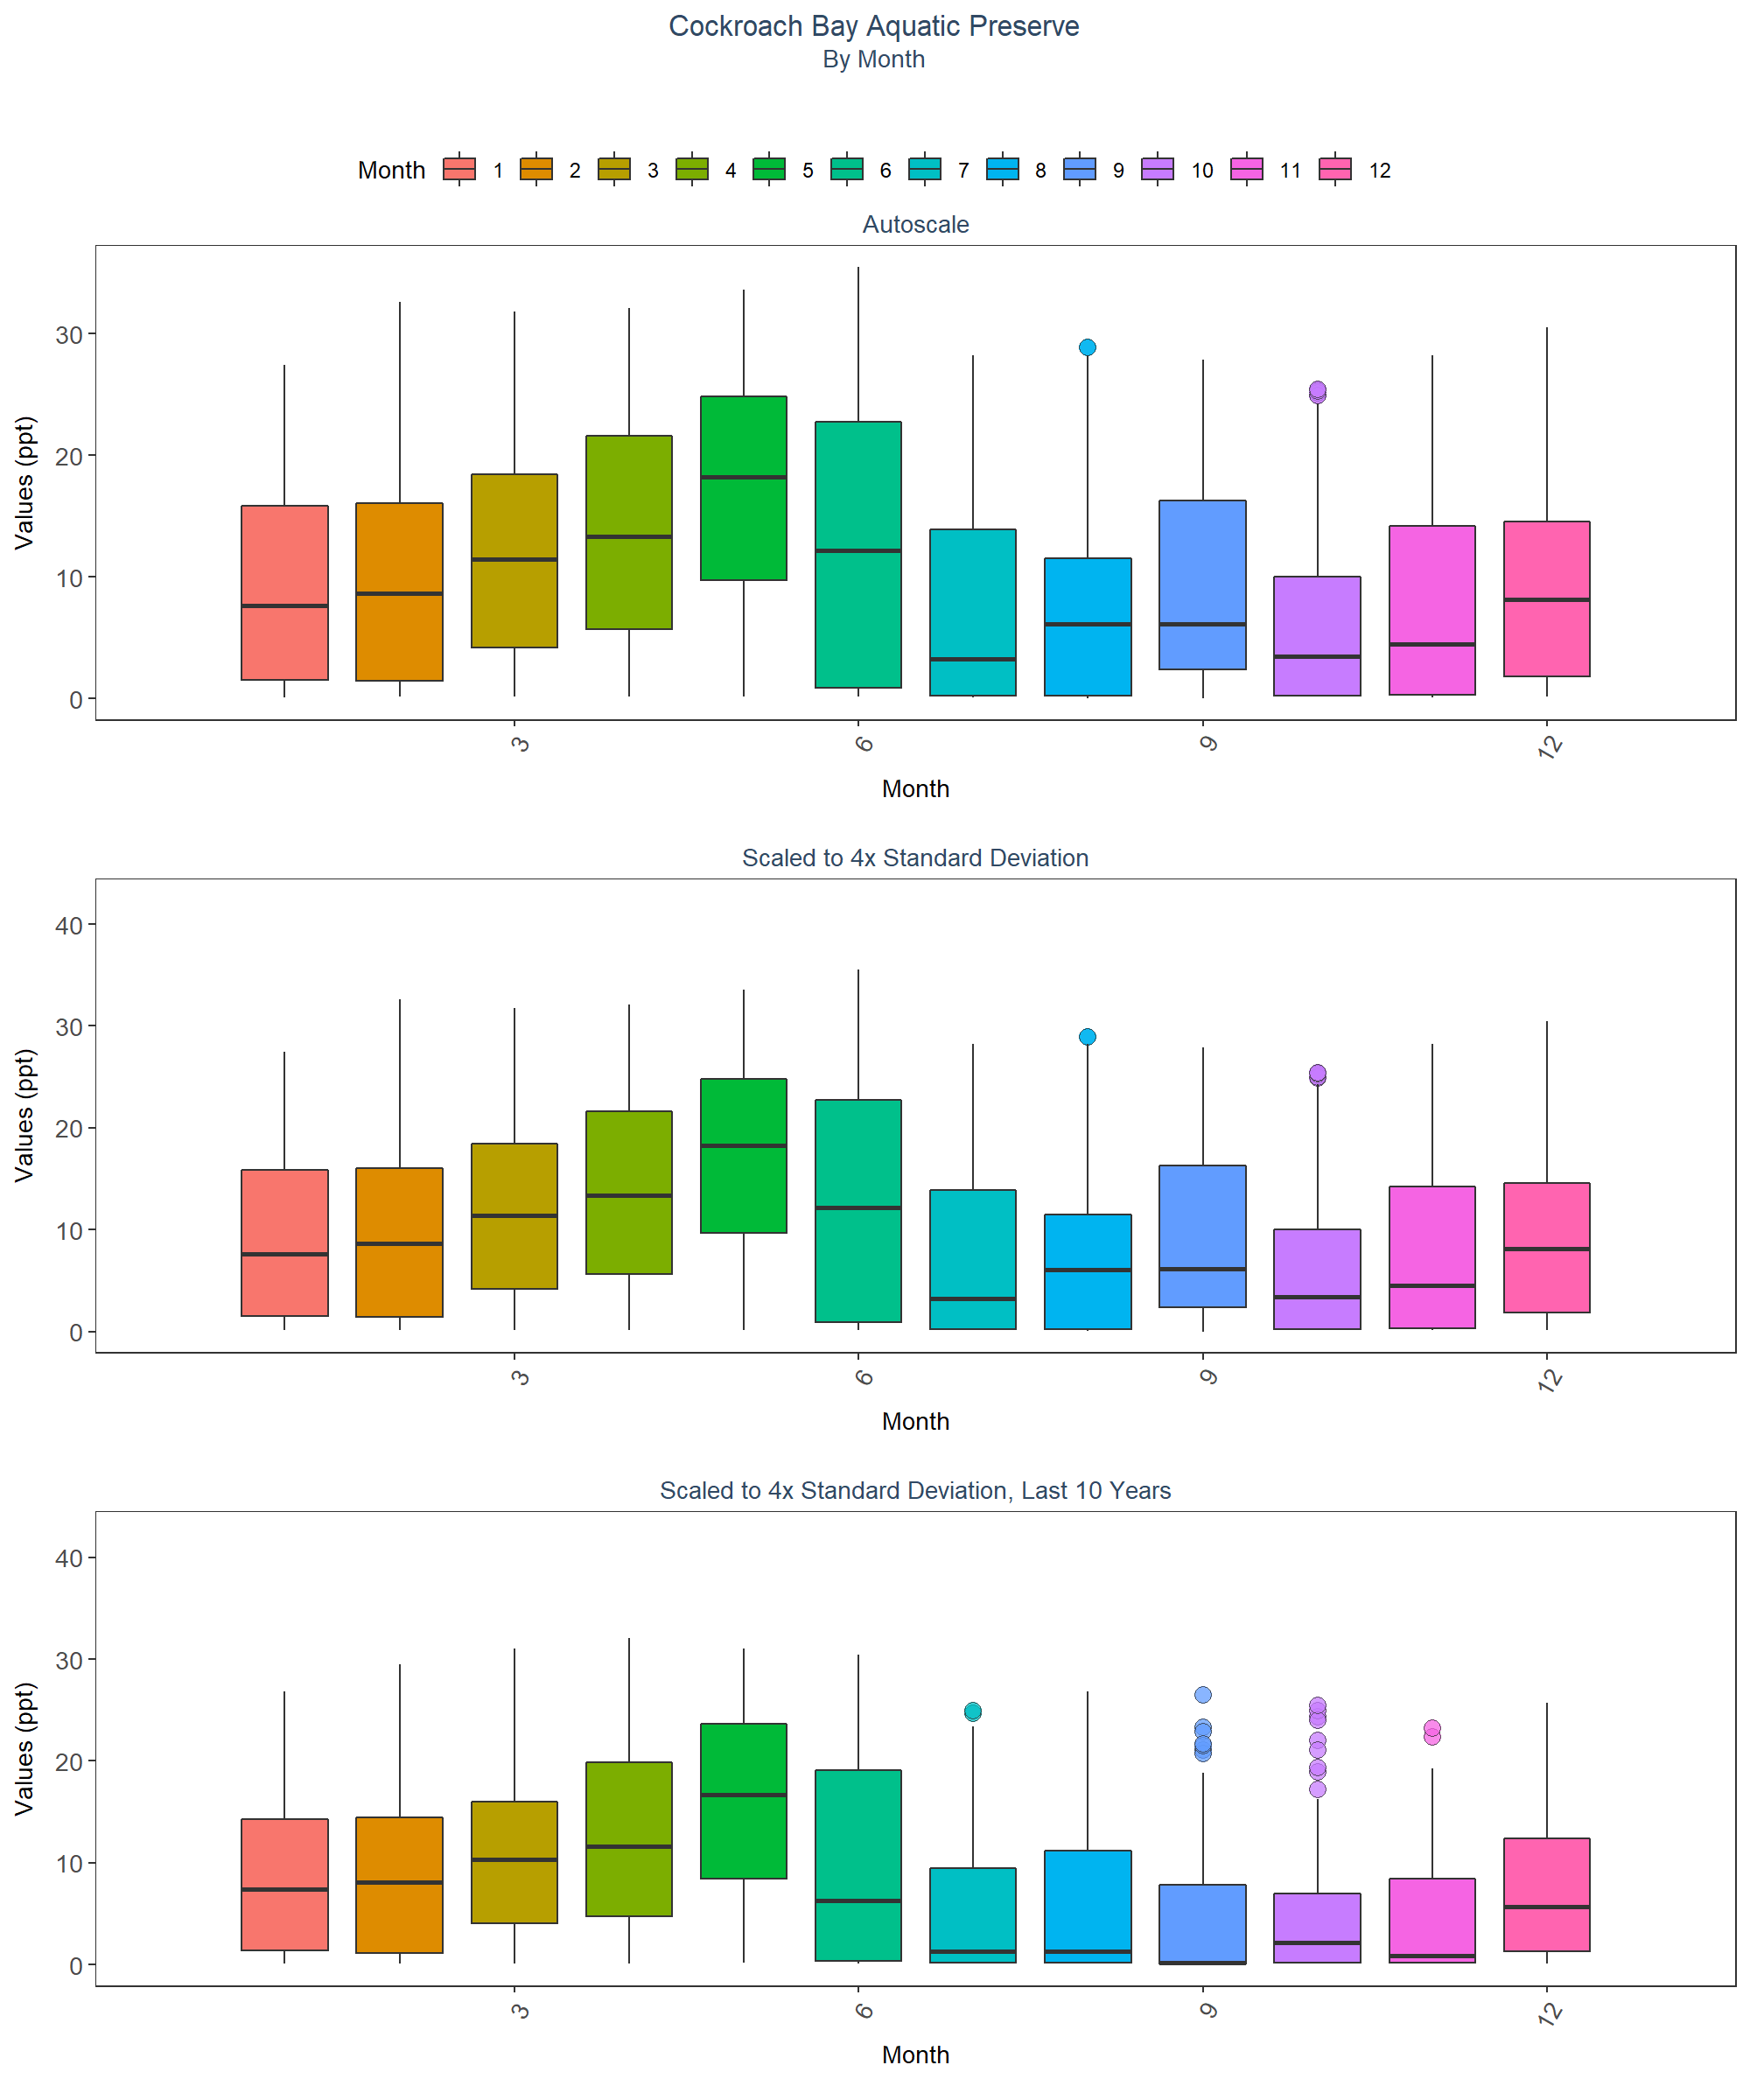 Cockroach Bay Aquatic Preserve
By Month
Month 1 2 3 4 5 6 7 8 9 10 11 12
Autoscale
Values (ppt)
30
20
10
0
3 6 9 12
Month
Scaled to 4x Standard Deviation
Values (ppt)
40
30
20
10
0
3 6 9 12
Month
Scaled to 4x Standard Deviation, Last 10 Years
Values (ppt)
40
30
20
10
0
3 6 9 12
Month